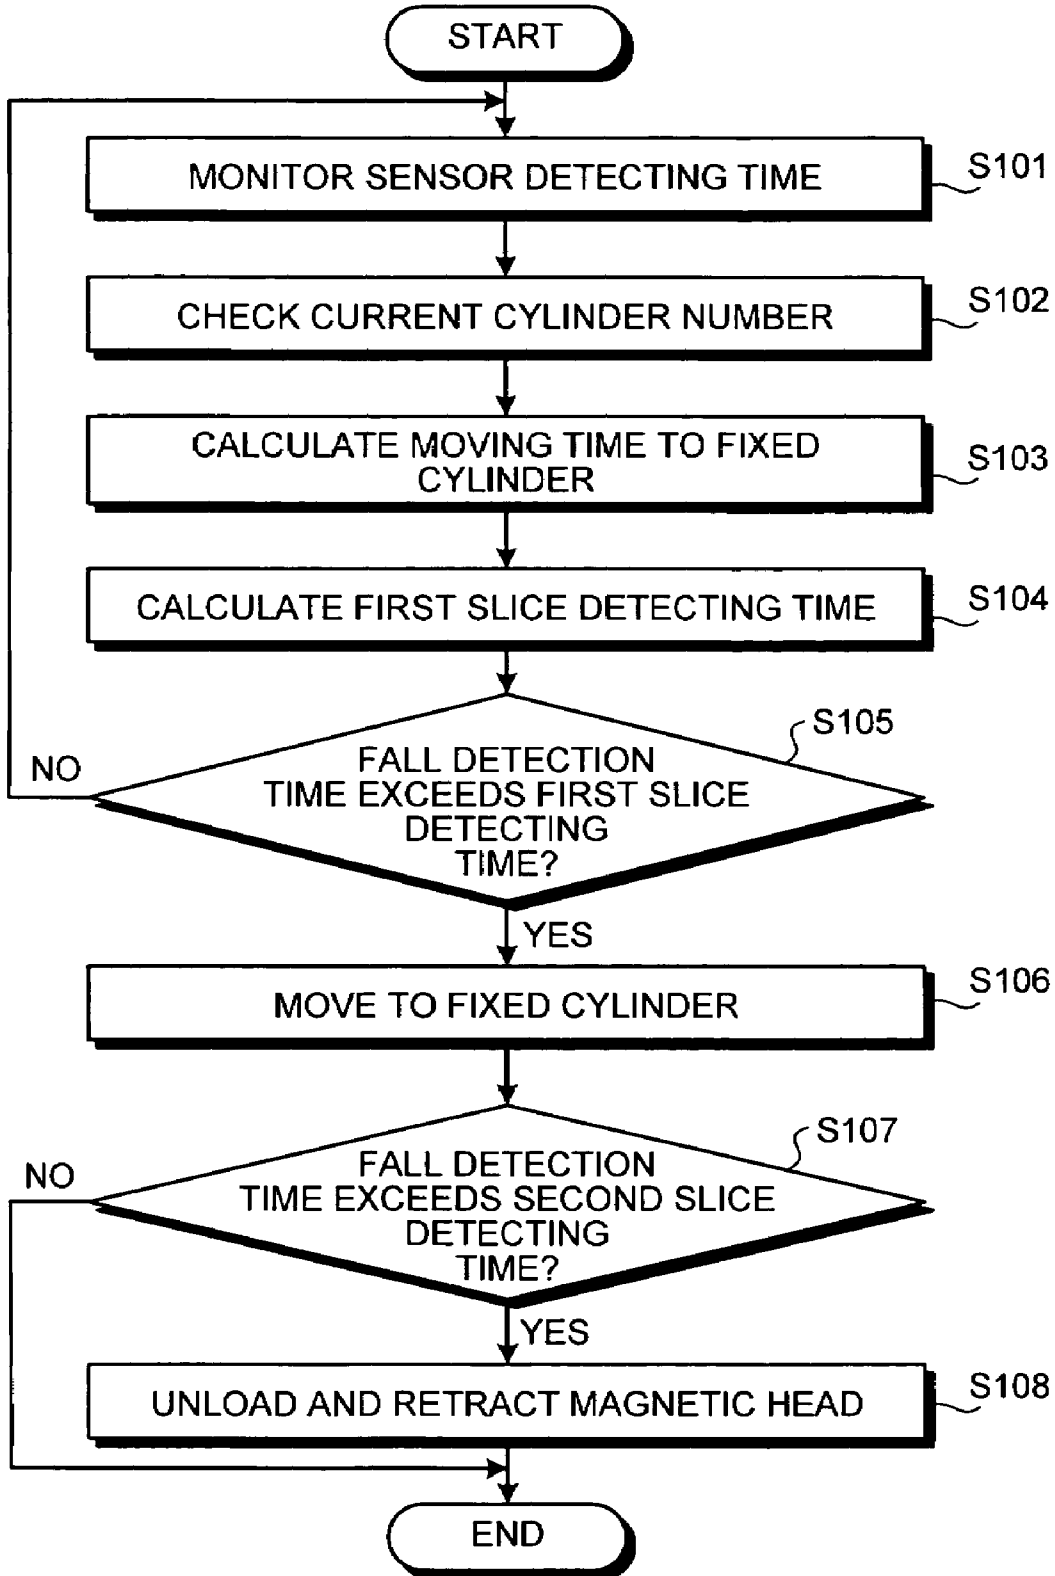 START
MONITOR SENSOR DETECTING TIME
S101
CHECK CURRENT CYLINDER NUMBER
S102
CALCULATE MOVING TIME TO FIXED
CYLINDER
S103
CALCULATE FIRST SLICE DETECTING TIME
S104
S105
NO
FALL DETECTION
TIME EXCEEDS FIRST SLICE
DETECTING
TIME?
YES
MOVE TO FIXED CYLINDER
S106
S107
NO
FALL DETECTION
TIME EXCEEDS SECOND SLICE
DETECTING
TIME?
YES
UNLOAD AND RETRACT MAGNETIC HEAD
S108
END